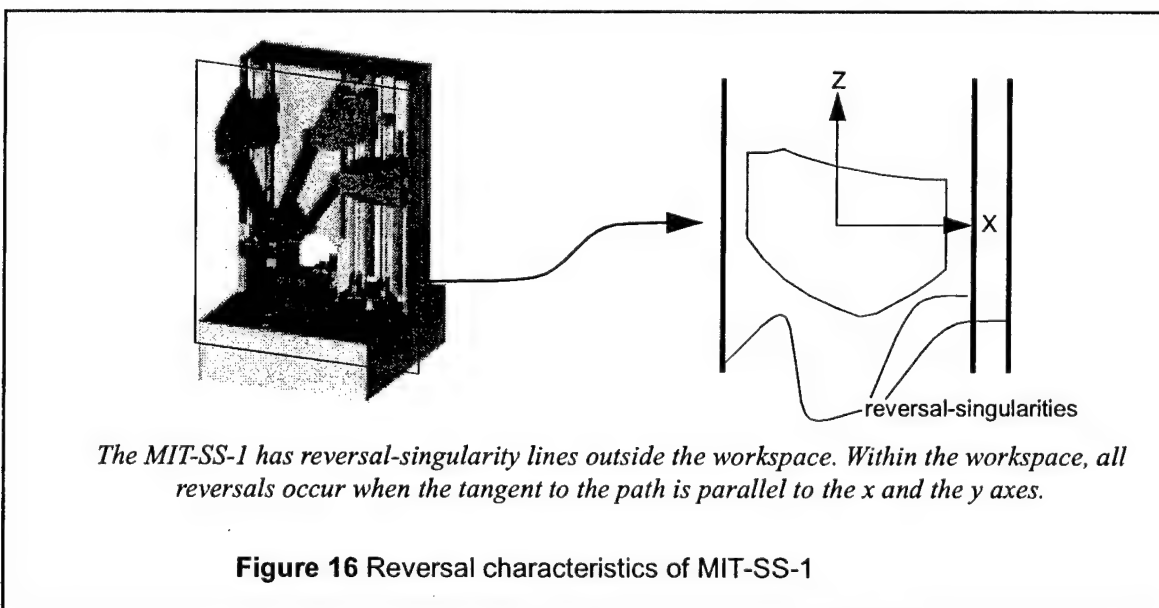 Z
X
reversal-singularities
The MIT-SS-1 has reversal-singularity lines outside the workspace. Within the workspace, all
reversals occur when the tangent to the path is parallel to the x and the y axes.
Figure 16 Reversal characteristics of MIT-SS-1